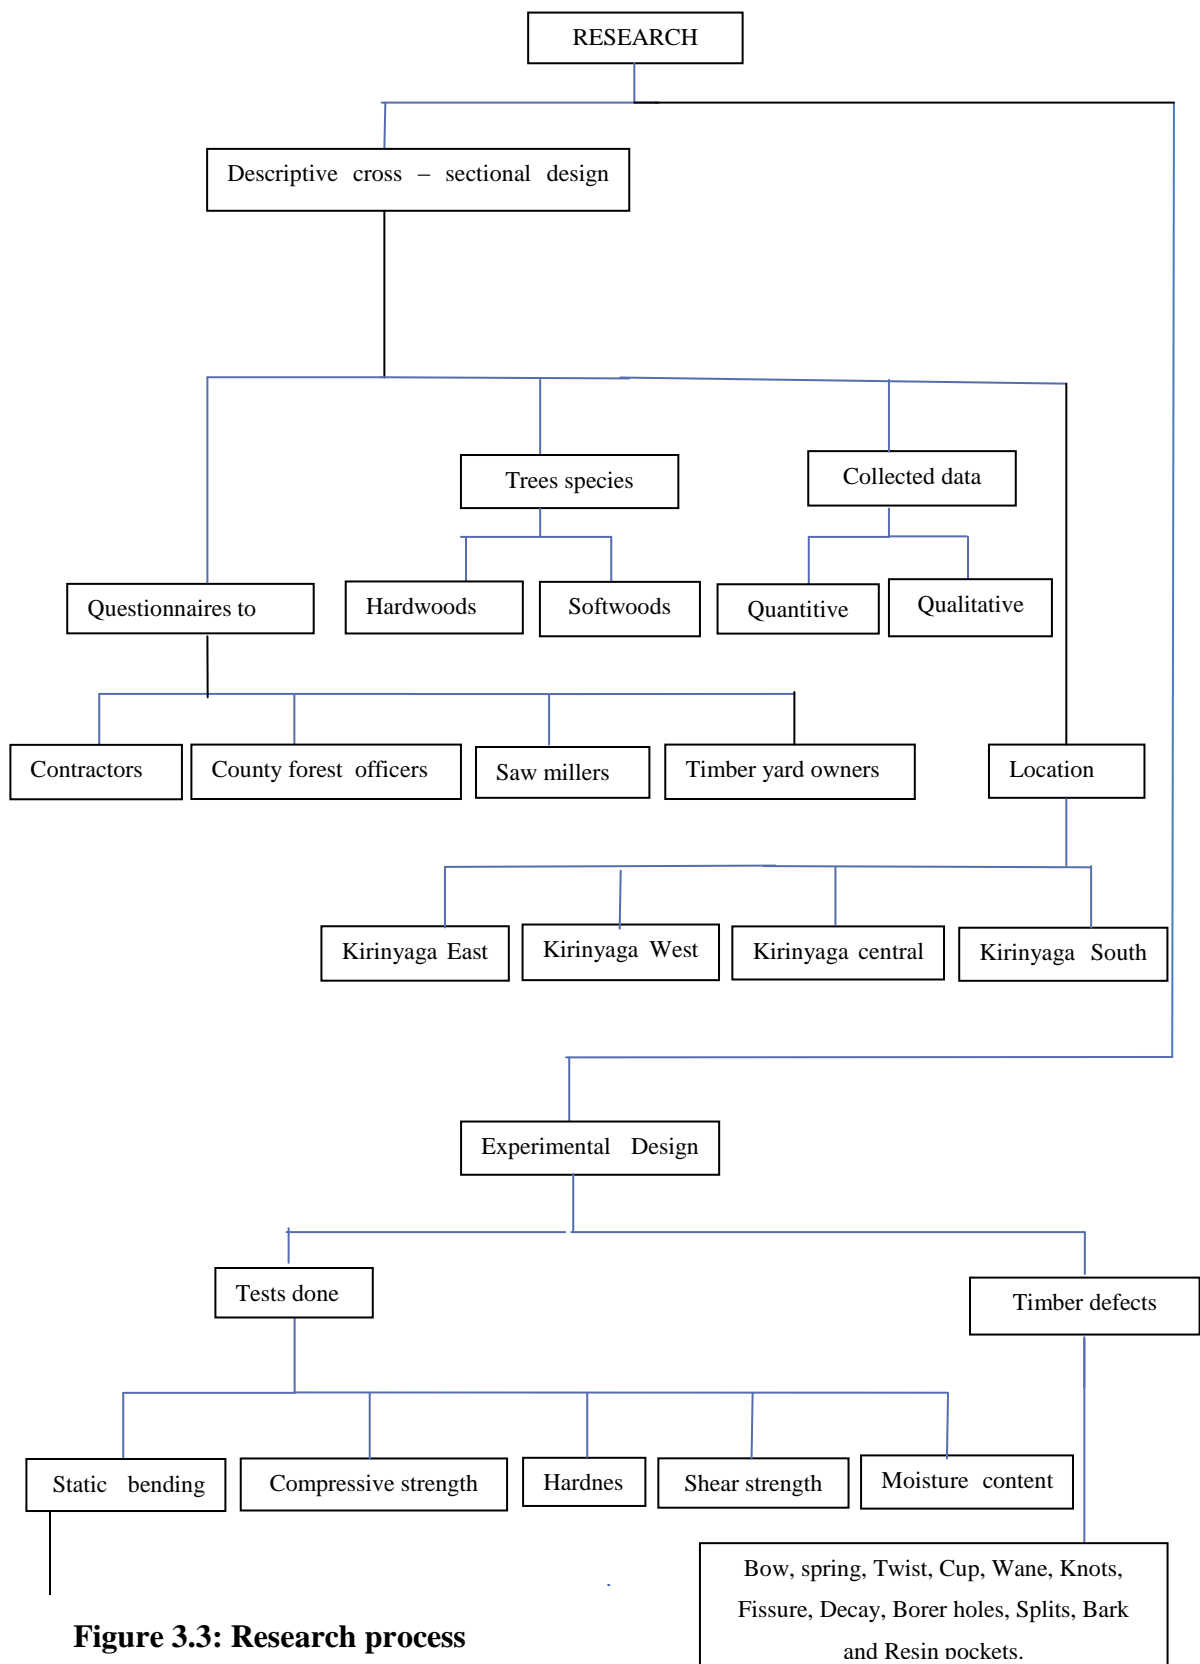 RESEARCH
Descriptive cross – sectional design
Trees species
Collected data
Questionnaires to
Hardwoods
Softwoods
Quantitive
Qualitative
Contractors
County forest officers
Saw millers
Timber yard owners
Location
Kirinyaga East
Kirinyaga West
Kirinyaga central
Kirinyaga South
Experimental Design
Tests done
Timber defects
Static bending
Compressive strength
Hardnes
Shear strength
Moisture content
Bow, spring, Twist, Cup, Wane, Knots,
Fissure, Decay, Borer holes, Splits, Bark
and Resin pockets.
Figure 3.3: Research process